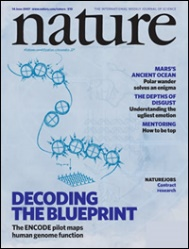 THE INTERNATIONAL WEEKLY JOURNAL OF SCIENCE
nature
MARS'S
ANCIENT OCEAN
Polar wander
solves an enigma
THE DEPTHS OF
DISGUST
Understanding the
ugliest emotion
MENTORING
How to be top
NATUREJOBS
Contract
research
DECODING
THE BLUEPRINT
The ENCODE pilot maps
human genome function